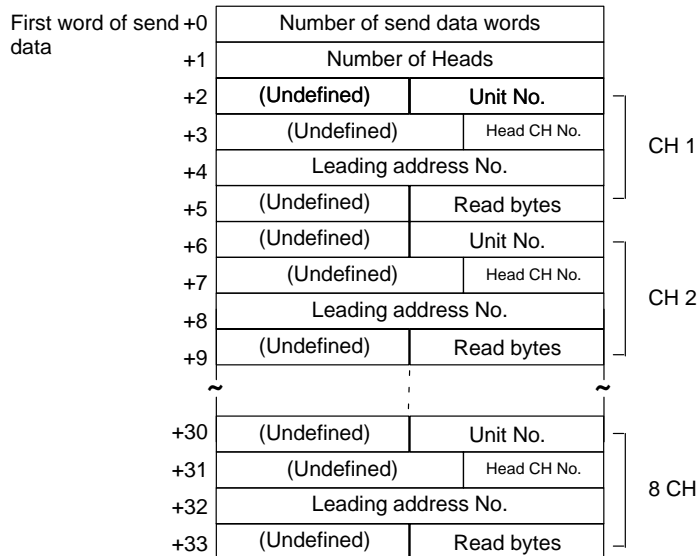 First word of send data +0 Number of send data words
+1 Number of Heads
+2 (Undefined) Unit No.
+3 (Undefined) Head CH No.
CH 1
+4 Leading address No.
+5 (Undefined) Read bytes
+6 (Undefined) Unit No.
+7 (Undefined) Head CH No.
CH 2
+8 Leading address No.
+9 (Undefined) Read bytes
~ ~
+30 (Undefined) Unit No.
+31 (Undefined) Head CH No.
8 CH
+32 Leading address No.
+33 (Undefined) Read bytes